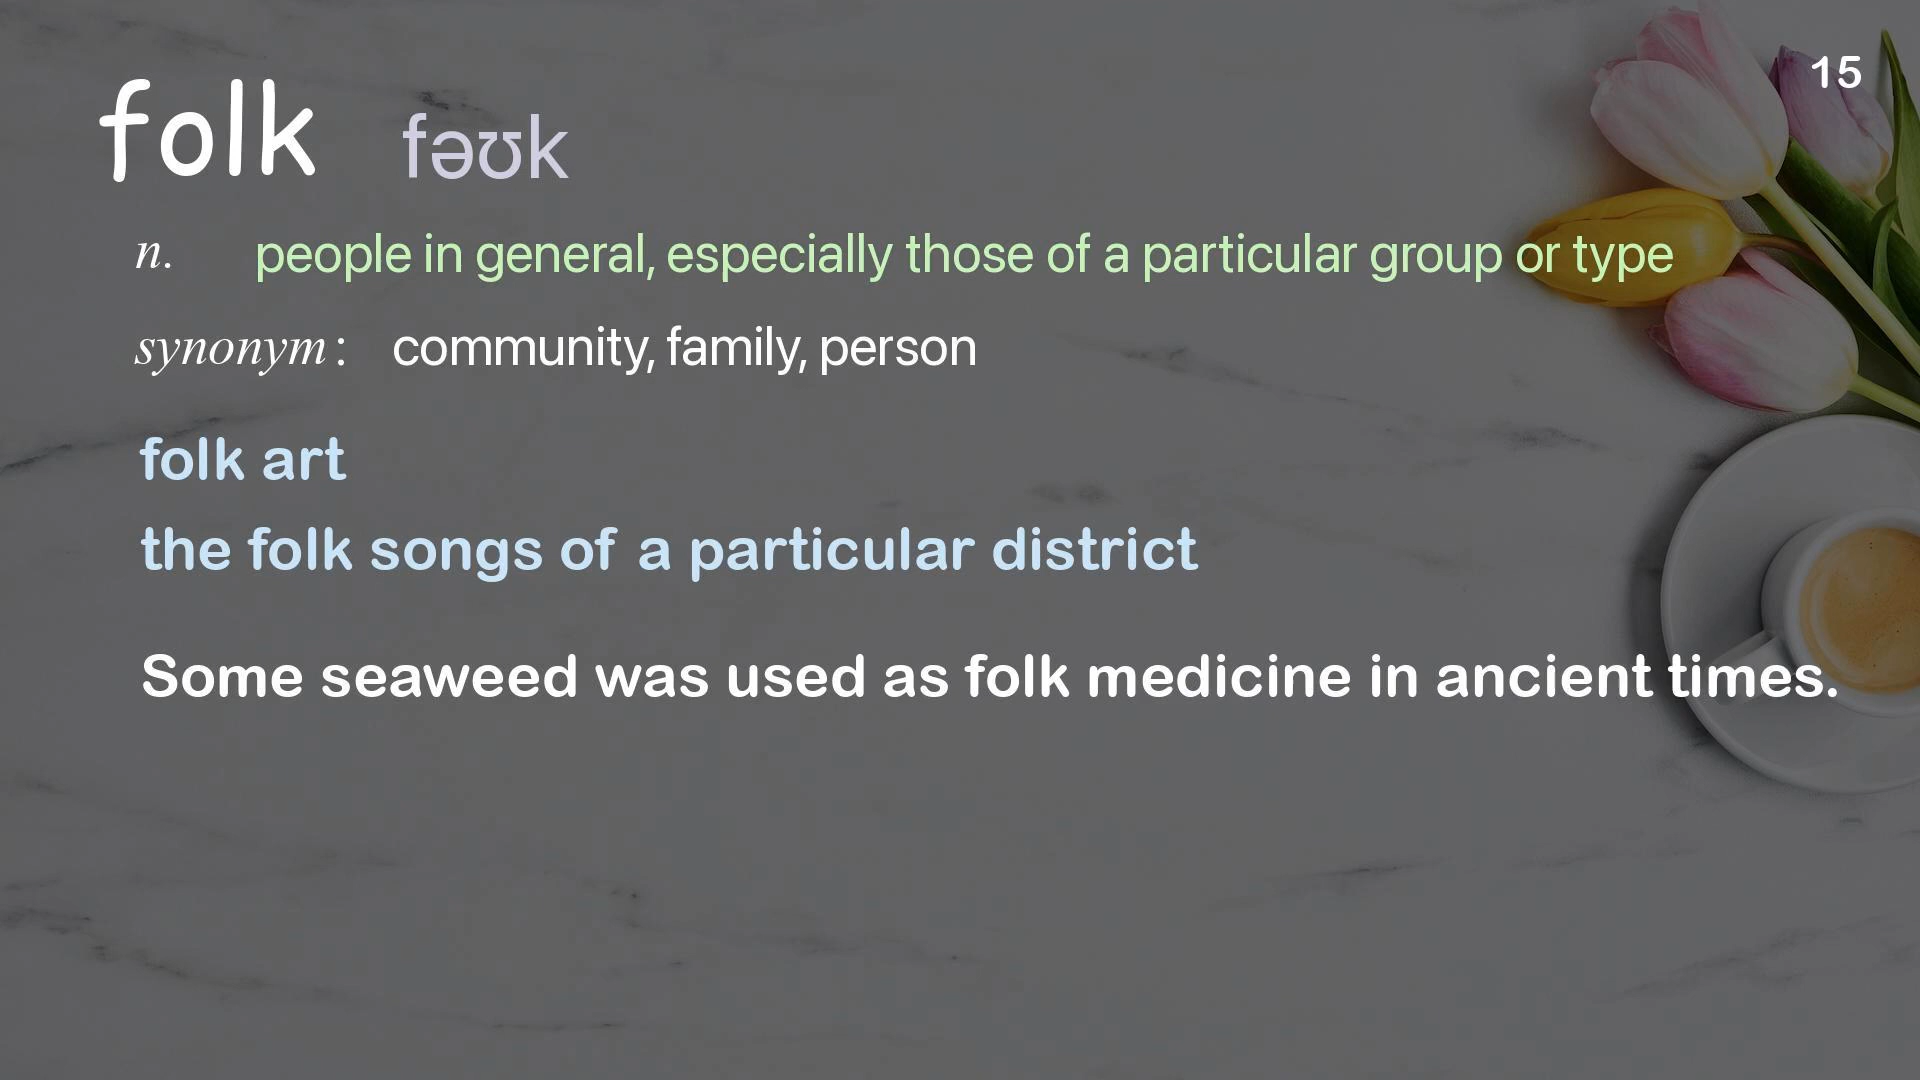 15
folk fəʊk
n. people in general, especially those of a particular group or type
synonym: community, family, person
folk art
the folk songs of a particular district
Some seaweed was used as folk medicine in ancient times.